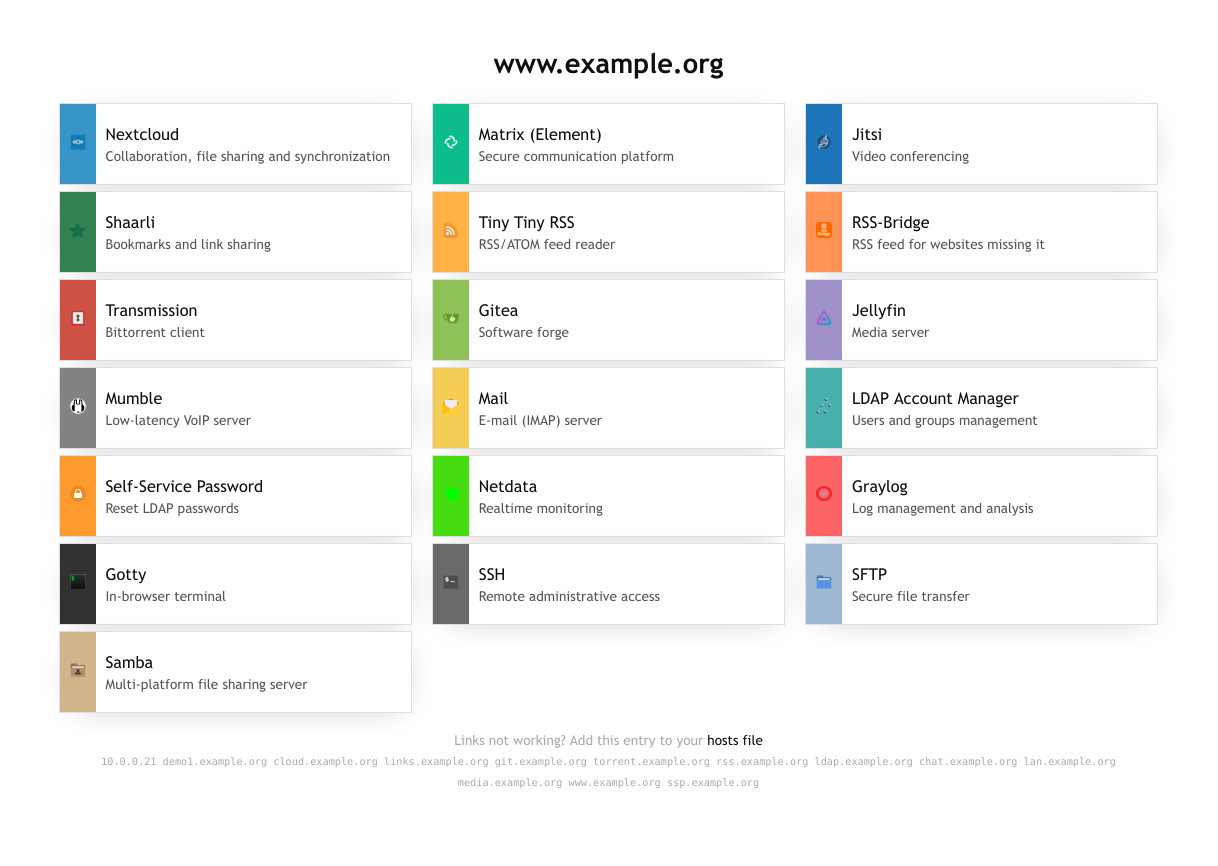 www.example.org
Nextcloud
Collaboration, file sharing and synchronization
Matrix (Element)
Secure communication platform
Jitsi
Video conferencing
Shaarli
Bookmarks and link sharing
Tiny Tiny RSS
RSS/ATOM feed reader
RSS-Bridge
RSS feed for websites missing it
Transmission
Bittorrent client
Gitea
Software forge
Jellyfin
Media server
Mumble
Low-latency VoIP server
Mail
E-mail (IMAP) server
LDAP Account Manager
Users and groups management
Self-Service Password
Reset LDAP passwords
Netdata
Realtime monitoring
Graylog
Log management and analysis
Gotty
In-browser terminal
SSH
Remote administrative access
SFTP
Secure file transfer
Samba
Multi-platform file sharing server
Links not working? Add this entry to your hosts file
10.0.0.21 demo1.example.org cloud.example.org links.example.org git.example.org torrent.example.org rss.example.org ldap.example.org chat.example.org lan.example.org
media.example.org www.example.org ssp.example.org